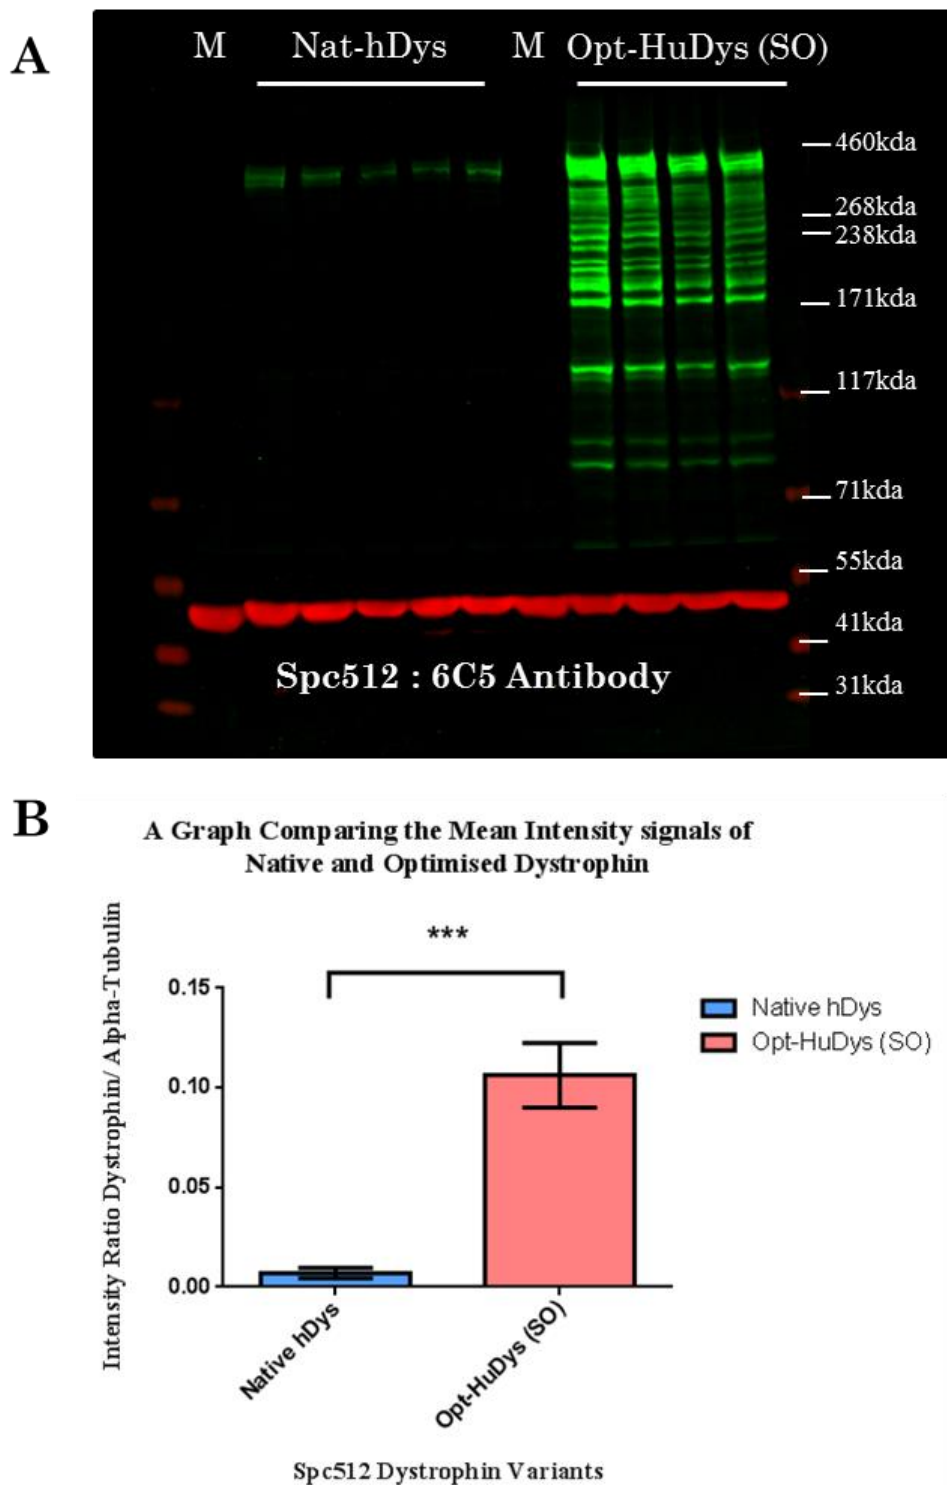 A
M Nat-hDys M Opt-HuDys (SO)
460kda
268kda
238kda
171kda
117kda
71kda
55kda
41kda
31kda
Spc512 : 6C5 Antibody
B
A Graph Comparing the Mean Intensity signals of
Native and Optimised Dystrophin
Intensity Ratio Dystrophin/ Alpha-Tubulin
***
0.15
0.10
0.05
0.00
Native hDys
Opt-HuDys (SO)
Native hDys
Opt-HuDys (SO)
Spc512 Dystrophin Variants